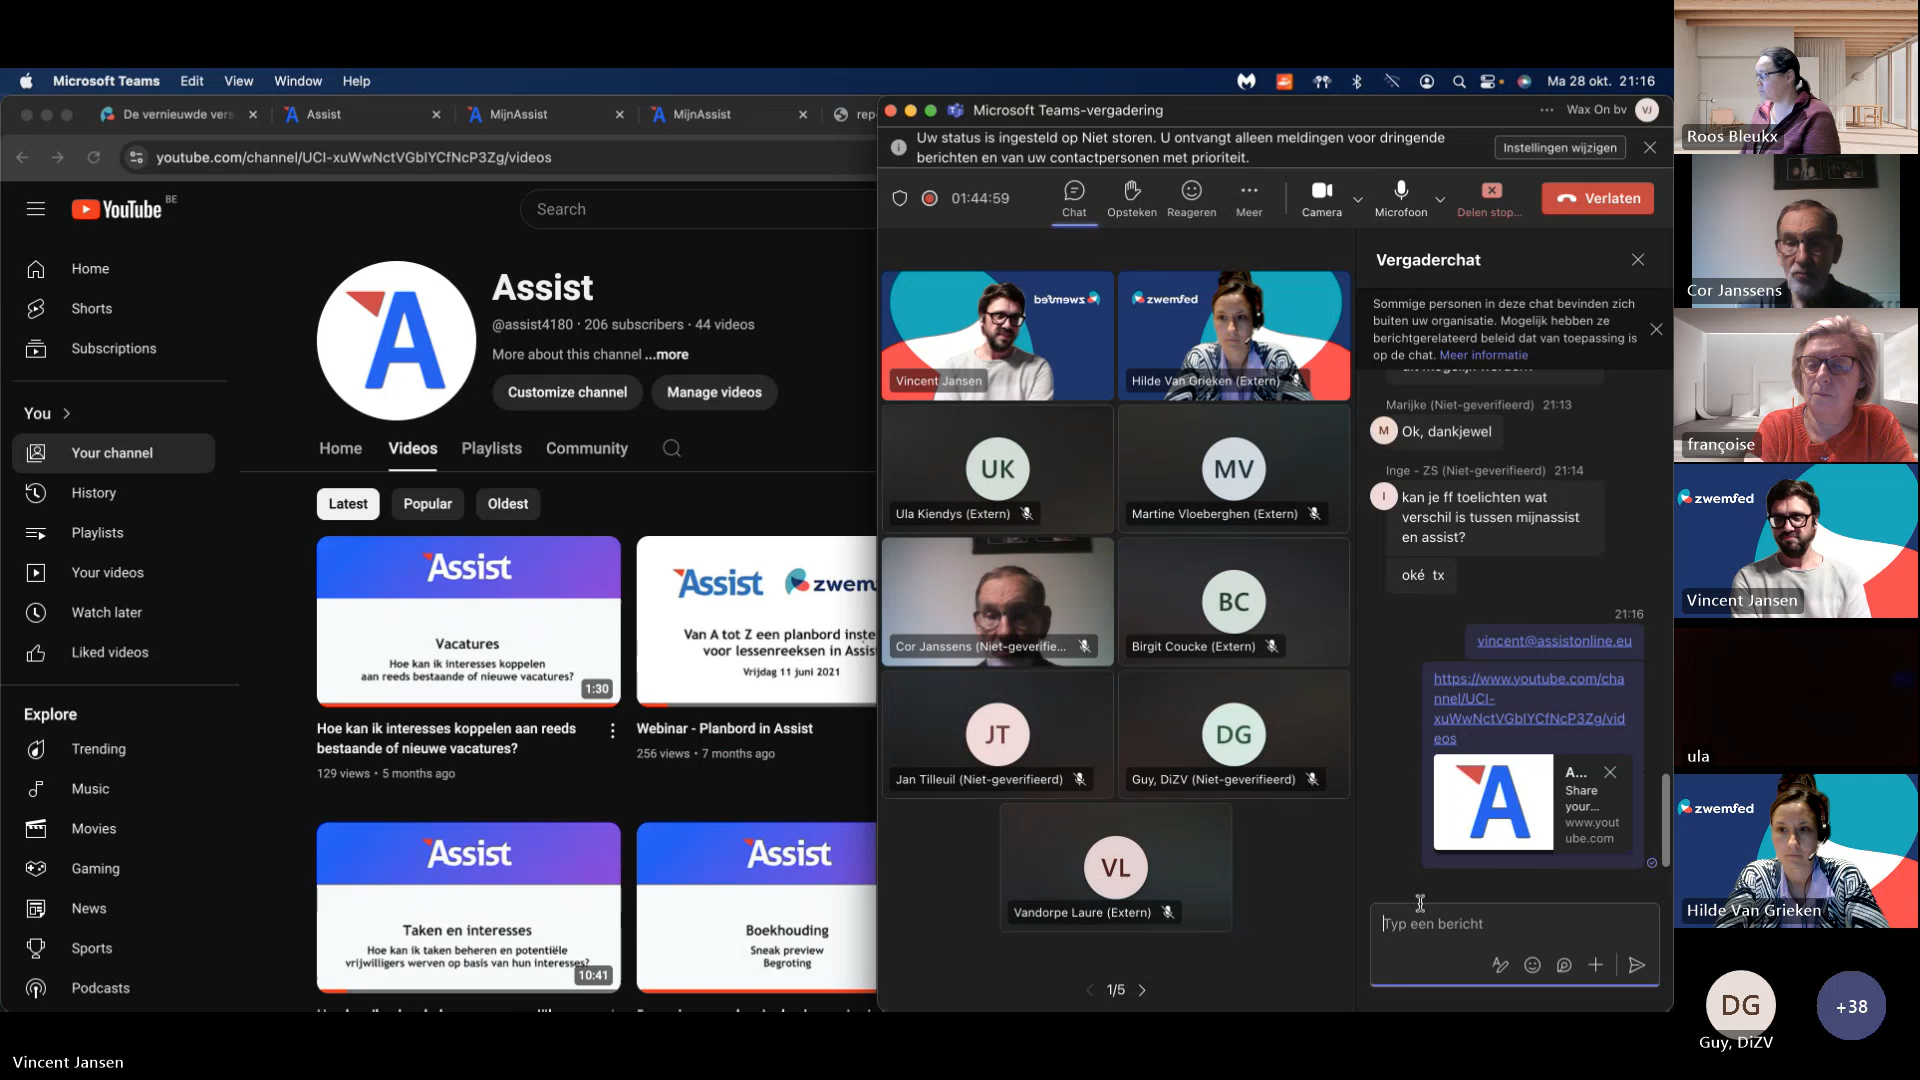 Microsoft Teams Edit View Window Help
Ma 28 okt. 21:16
De vernieuwde vers
Assist
MijnAssist
MijnAssist
rep
youtube.com/channel/UCI-xuWwNctVGbIYCfNcP3Zg/videos
YouTube BE
Search
Home
Shorts
Subscriptions
You
Your channel
History
Playlists
Your videos
Watch later
Liked videos
Explore
Trending
Music
Movies
Gaming
News
Sports
Podcasts
Assist
@assist4180 · 206 subscribers · 44 videos
More about this channel ...more
Customize channel
Manage videos
Home Videos Playlists Community
Latest
Popular
Oldest
Assist
Vacatures
Hoe kan ik interesses koppelen
aan reeds bestaande of nieuwe vacatures?
1:30
Hoe kan ik interesses koppelen aan reeds
bestaande of nieuwe vacatures?
129 views • 5 months ago
Assist zwem
Van A tot Z een planbord inste
voor lessenreeksen in Assis
Vrijdag 11 juni 2021
Webinar - Planbord in Assist
256 views • 7 months ago
Assist
Taken en interesses
Hoe kan ik taken beheren en potentiële
vrijwilligers werven op basis van hun interesses?
10:41
Assist
Boekhouding
Sneak preview
Begroting
Microsoft Teams-vergadering
Wax On bv
VJ
Uw status is ingesteld op Niet storen. U ontvangt alleen meldingen voor dringende
berichten en van uw contactpersonen met prioriteit.
Instellingen wijzigen
01:44:59
Chat
Opsteken
Reageren
Meer
Camera
Microfoon
Delen stop...
Verlaten
zwemfed
Vincent Jansen
zwemfed
Hilde Van Grieken (Extern)
UK
Ula Kiendys (Extern)
MV
Martine Vloeberghen (Extern)
Cor Janssens (Niet-geverifie...
BC
Birgit Coucke (Extern)
JT
Jan Tilleuil (Niet-geverifieerd)
DG
Guy, DiZV (Niet-geverifieerd)
VL
Vandorpe Laure (Extern)
1/5
Vergaderchat
Sommige personen in deze chat bevinden zich
buiten uw organisatie. Mogelijk hebben ze
berichtgerelateerd beleid dat van toepassing is
op de chat. Meer informatie
Marijke (Niet-geverifieerd) 21:13
M
Ok, dankjewel
Inge - ZS (Niet-geverifieerd) 21:14
I
kan je ff toelichten wat
verschil is tussen mijnassist
en assist?
oké tx
21:16
vincent@assistonline.eu
https://www.youtube.com/cha
nnel/UCI-
xuWwNctVGbIYCfNcP3Zg/vid
eos
A...
Share
your...
www.yout
ube.com
Typ een bericht
Roos Bleukx
Cor Janssens
françoise
zwemfed
Vincent Jansen
ula
zwemfed
Hilde Van Grieken
DG
Guy, DiZV
+38
Vincent Jansen